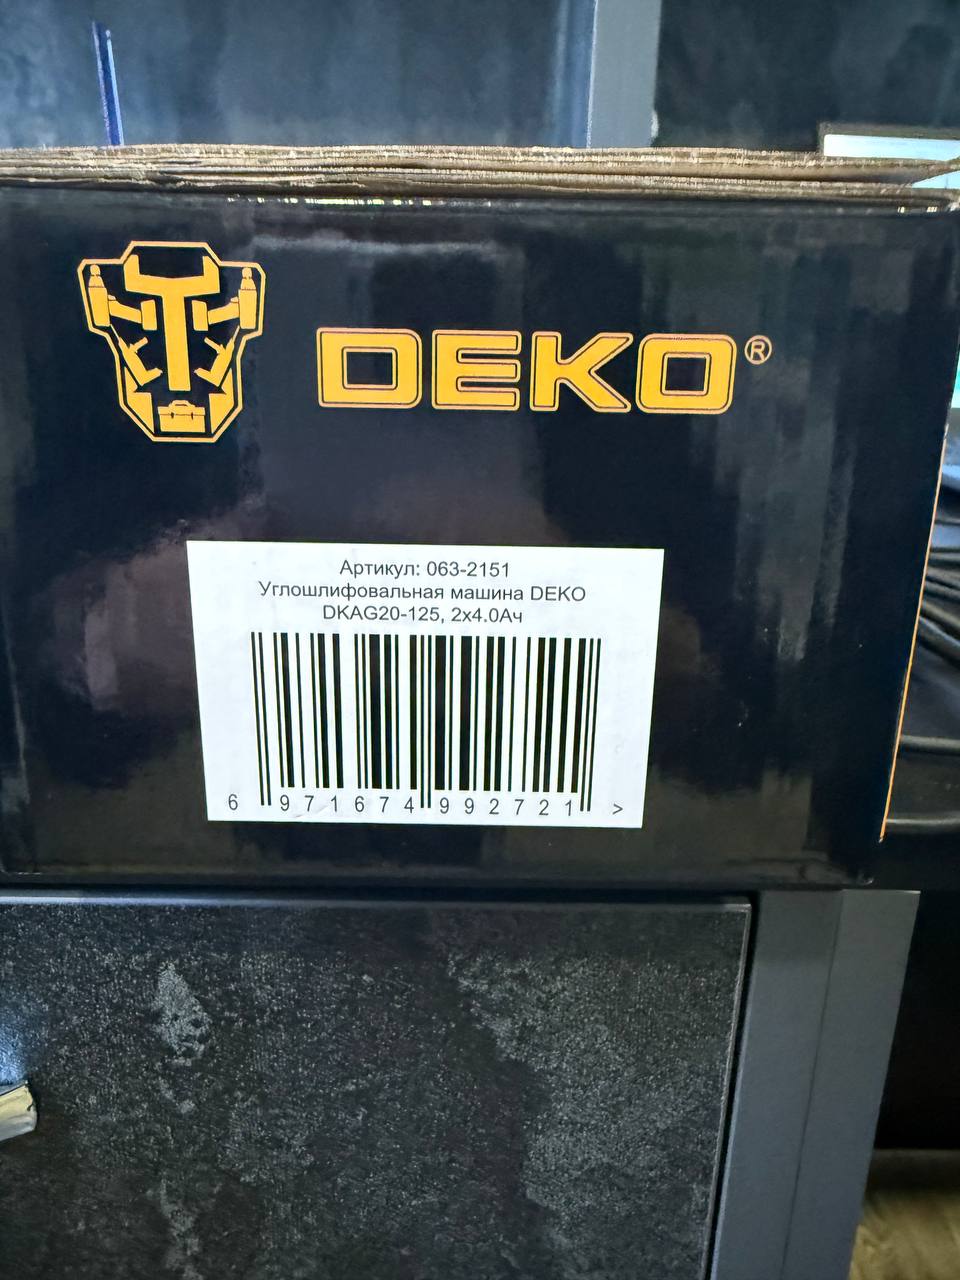 DEKO®
Артикул: 063-2151
Углошлифовальная машина DEKO
DKAG20-125, 2x4.0Ач
6 971674 992721 >